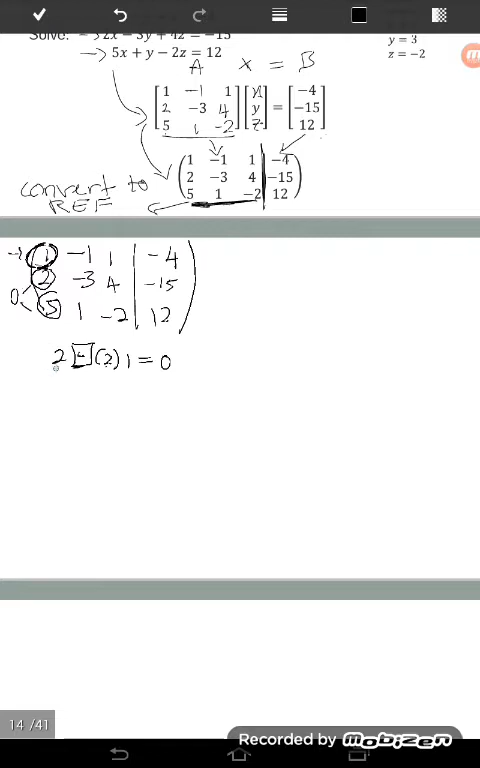 Solve: → 2x − 3y + 4z = −15
y = 3
→ 5x + y − 2z = 12
z = −2
A X = B
[1 −1 1] [x] = [−4]
[2 −3 4] [y] [−15]
[5 1 −2] [z] [12]
(1 −1 1 | −4)
(2 −3 4 | −15)
(5 1 −2 | 12)
convert to
REF
→ 1 −1 1 | −4
2 −3 4 | −15
0
5 1 −2 | 12
2 − (2) 1 = 0
14 /41
Recorded by mobizen